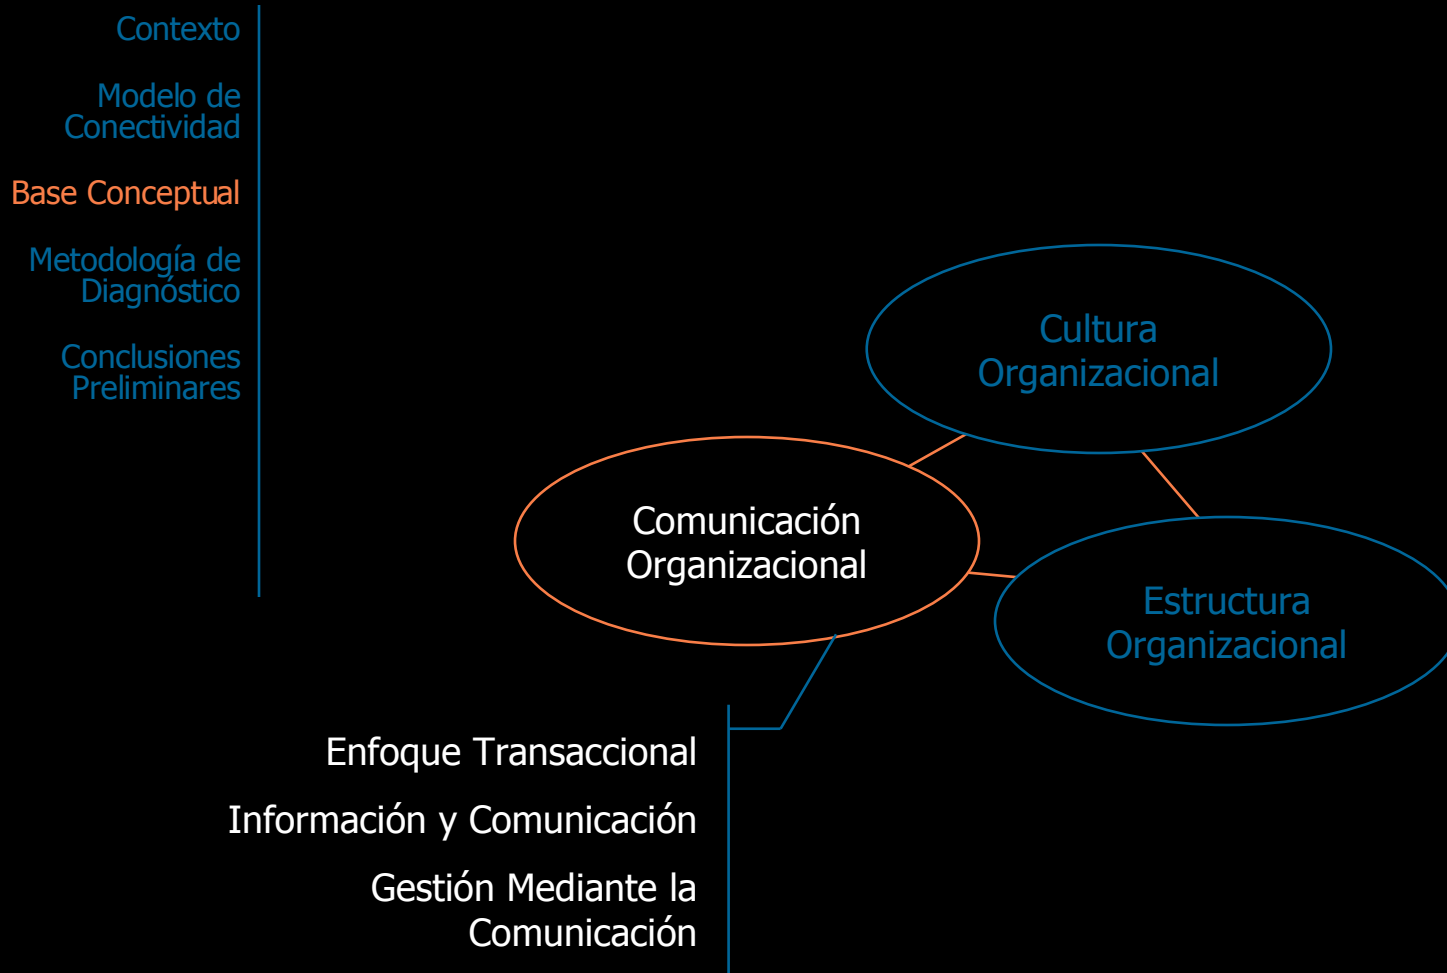 Contexto
Modelo de
Conectividad
Base Conceptual
Metodología de
Diagnóstico
Conclusiones
Preliminares
Cultura
Organizacional
Comunicación
Organizacional
Estructura
Organizacional
Enfoque Transaccional
Información y Comunicación
Gestión Mediante la
Comunicación